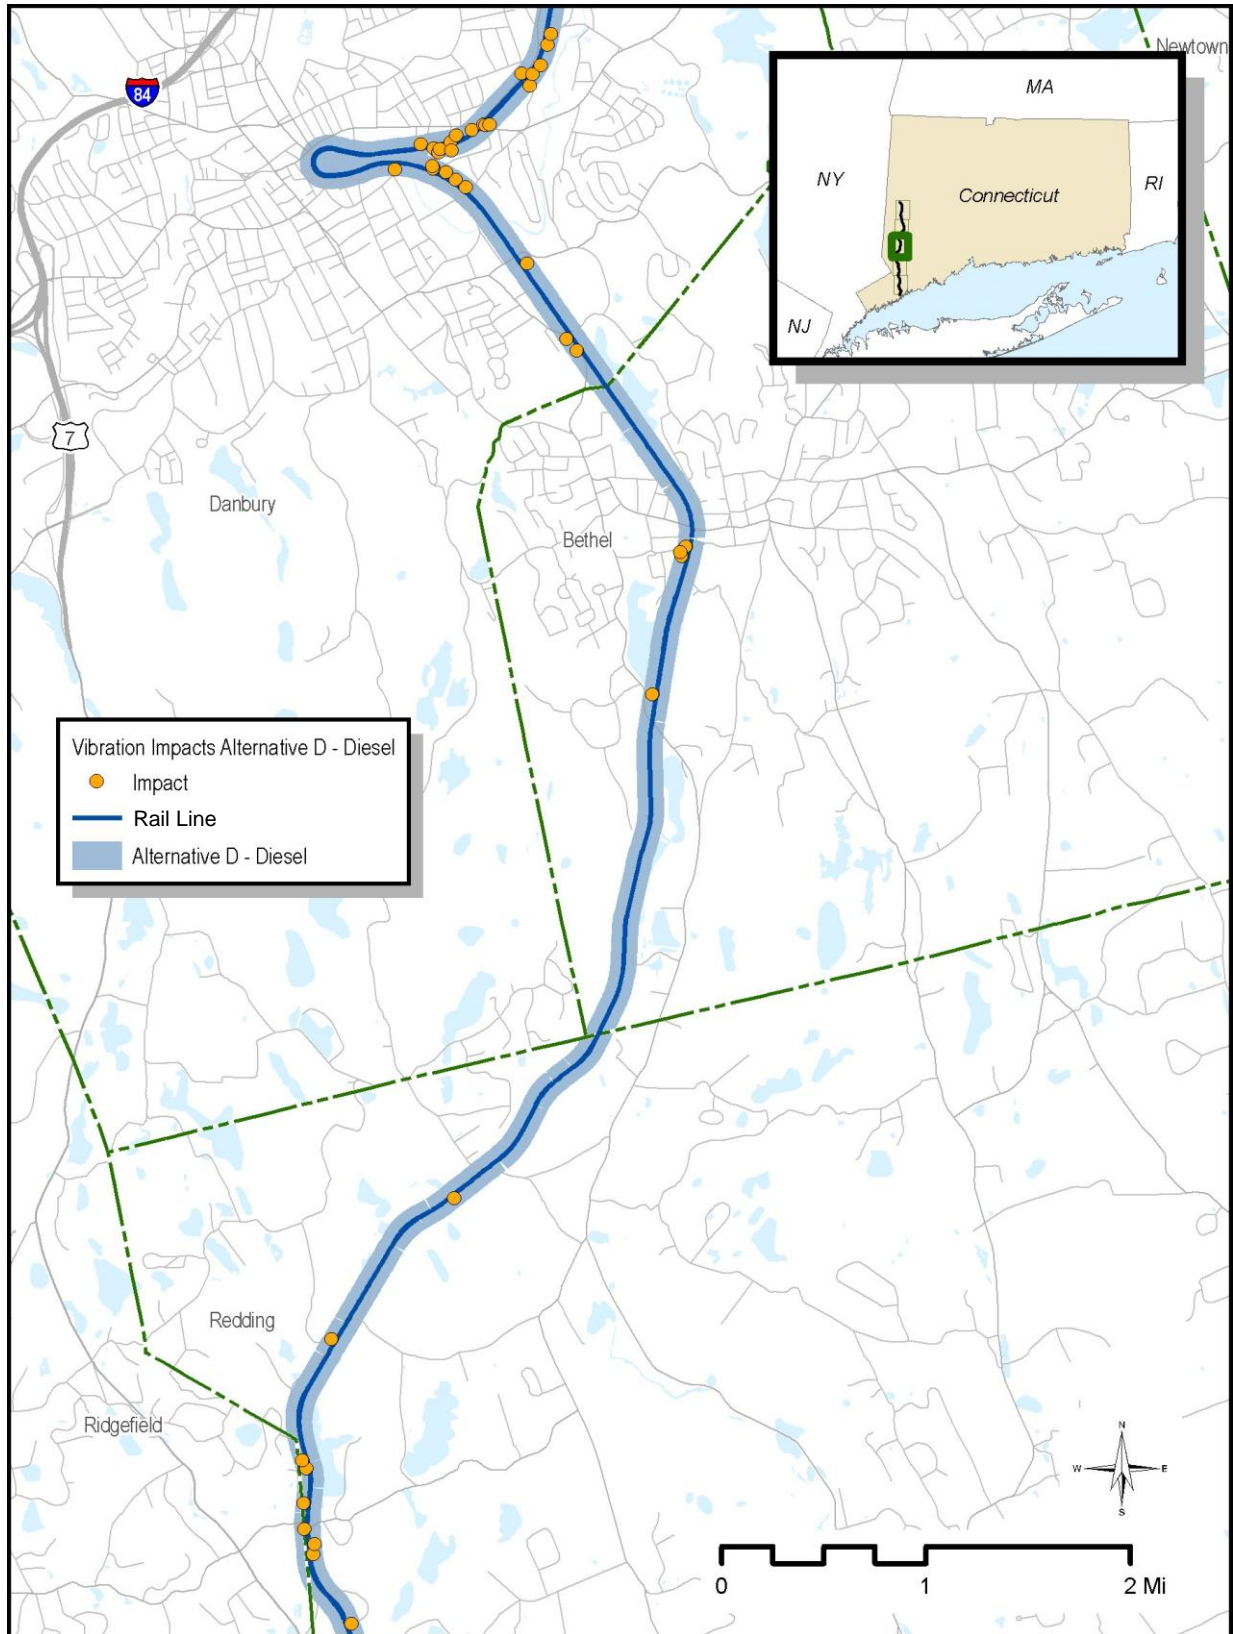 Newtown
84
MA
NY
Connecticut
RI
NJ
7
Danbury
Bethel
Vibration Impacts Alternative D - Diesel
Impact
Rail Line
Alternative D - Diesel
Redding
Ridgefield
N
W
E
S
0
1
2 Mi